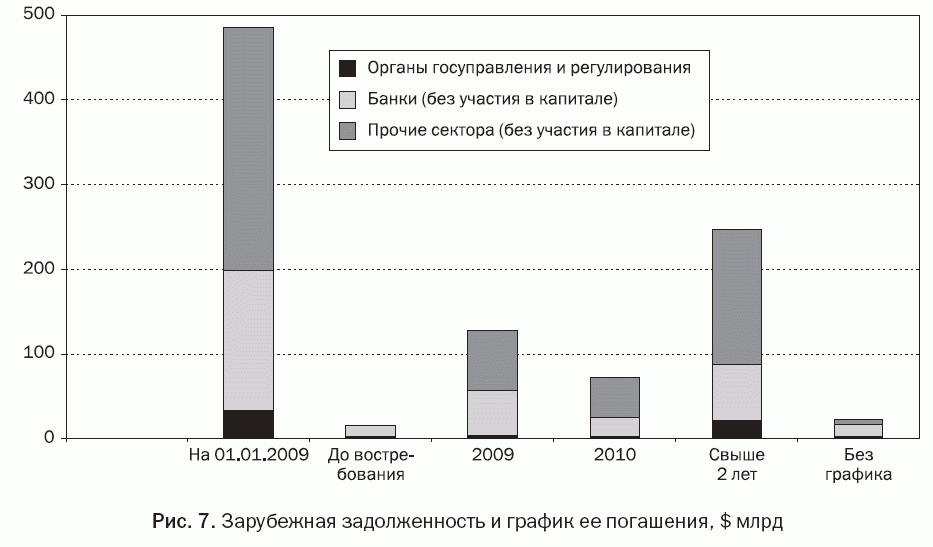 500
400
300
200
100
0
Органы госуправления и регулирования
Банки (без участия в капитале)
Прочие сектора (без участия в капитале)
На 01.01.2009
До востре-
бования
2009
2010
Свыше
2 лет
Без
графика
Рис. 7. Зарубежная задолженность и график ее погашения, $ млрд